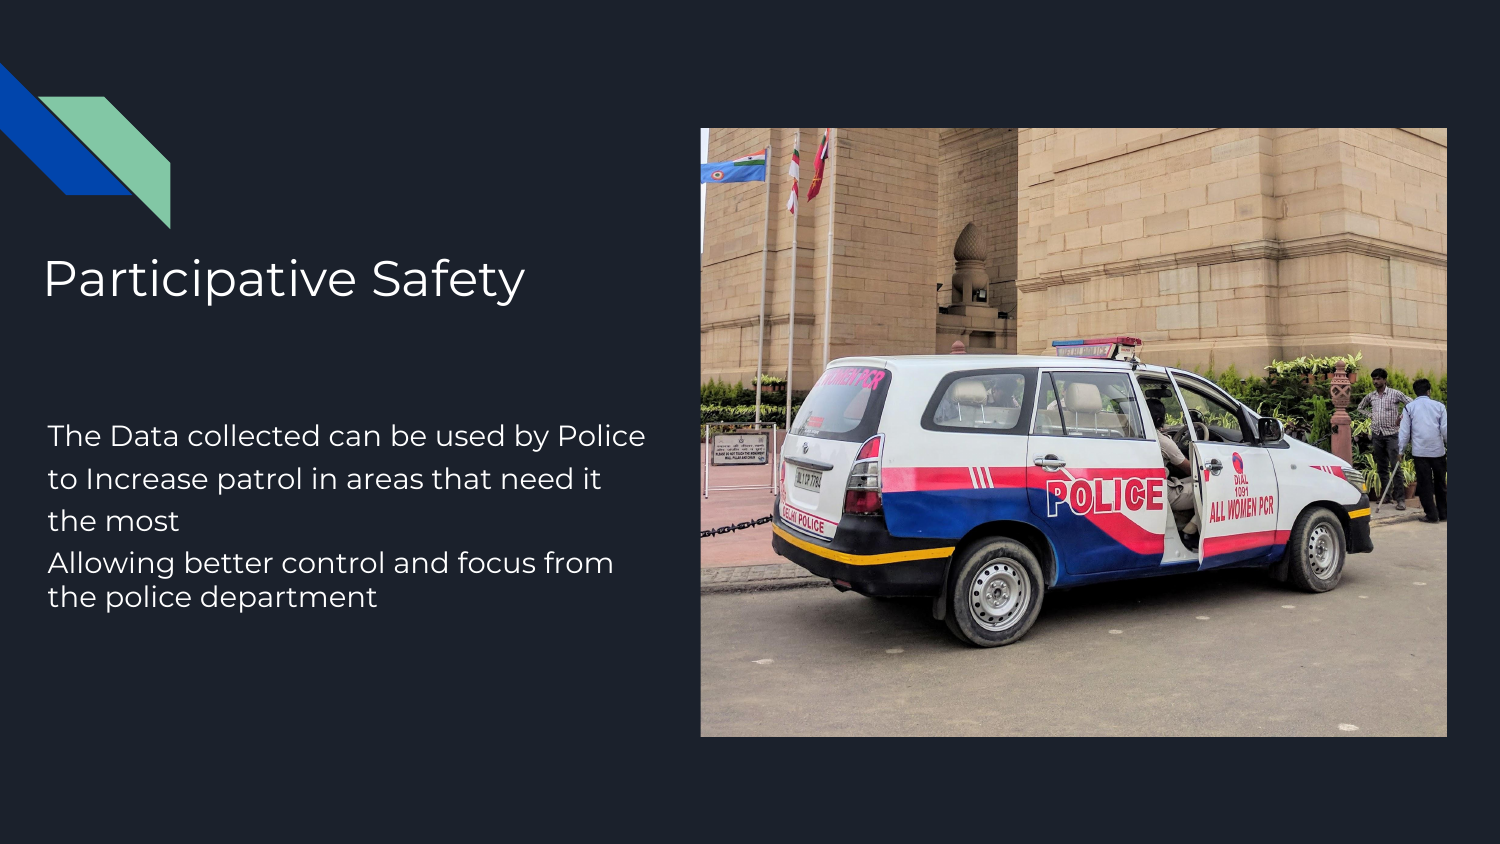 Participative Safety
The Data collected can be used by Police
to Increase patrol in areas that need it
the most
Allowing better control and focus from
the police department
WOMEN PCR
DELHI POLICE
POLICE
DIAL
1091
ALL WOMEN PCR